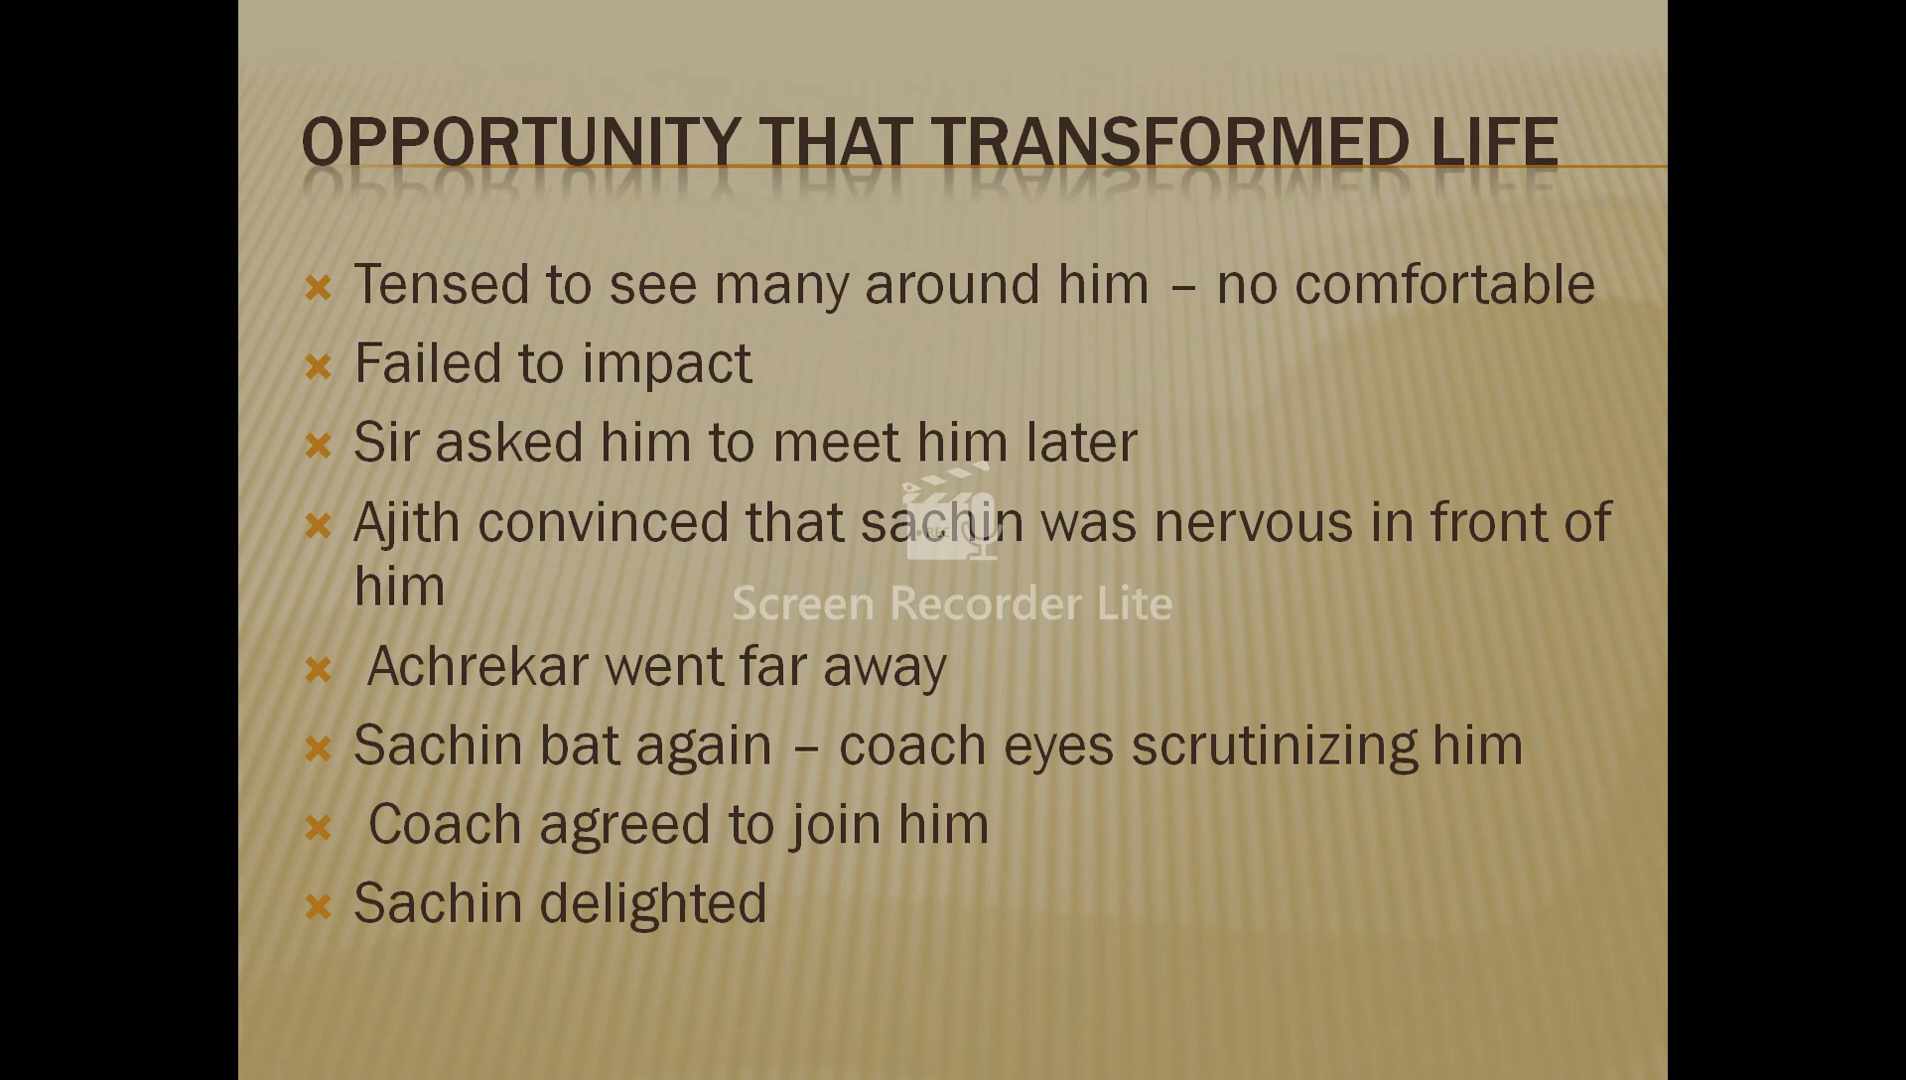 OPPORTUNITY THAT TRANSFORMED LIFE
Tensed to see many around him – no comfortable
Failed to impact
Sir asked him to meet him later
Ajith convinced that sachin was nervous in front of
him
Achrekar went far away
Sachin bat again – coach eyes scrutinizing him
Coach agreed to join him
Sachin delighted
REC
Screen Recorder Lite